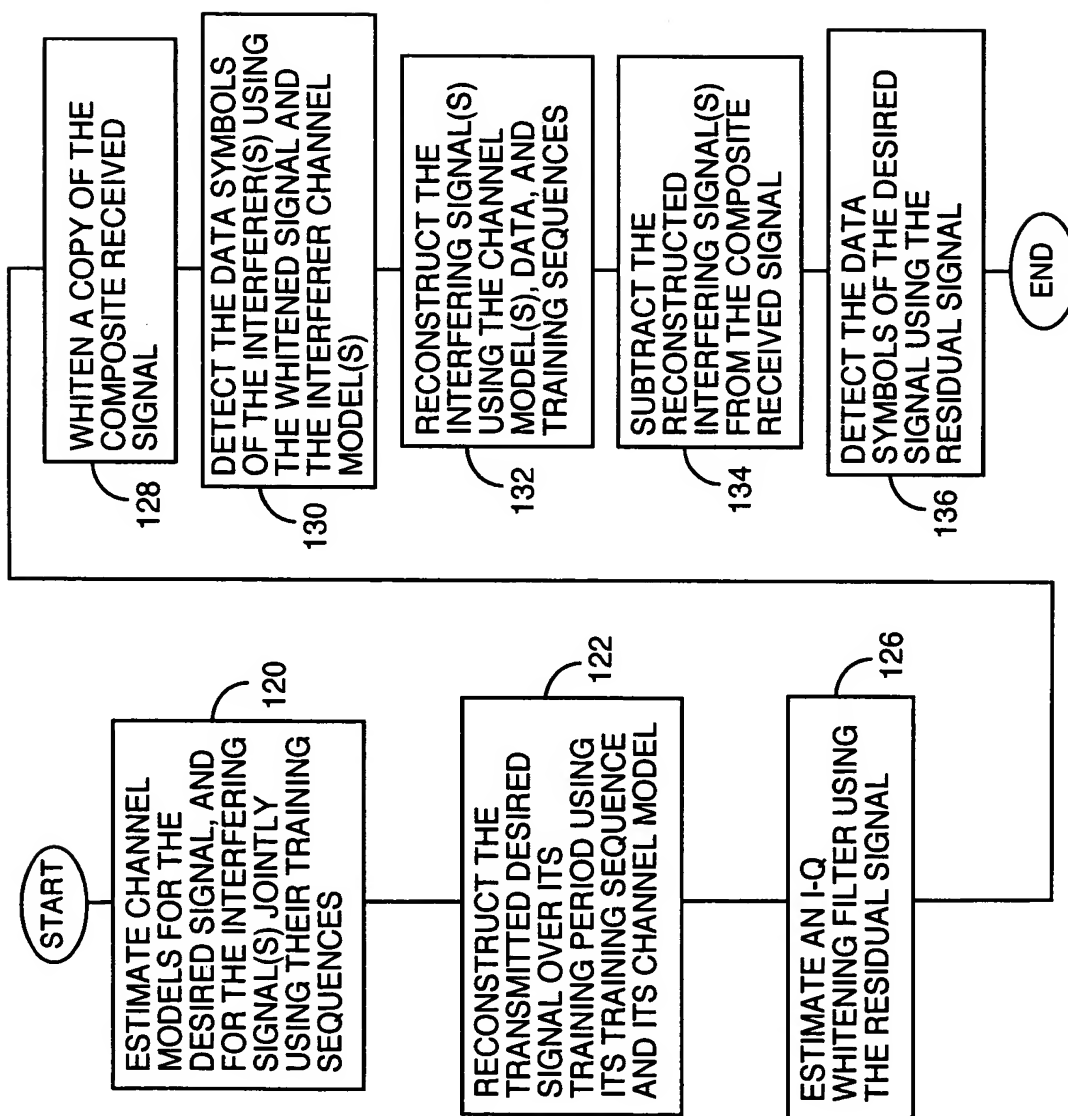 START
ESTIMATE CHANNEL
MODELS FOR THE
DESIRED SIGNAL, AND
FOR THE INTERFERING
SIGNAL(S) JOINTLY
USING THEIR TRAINING
SEQUENCES
120
RECONSTRUCT THE
TRANSMITTED DESIRED
SIGNAL OVER ITS
TRAINING PERIOD USING
ITS TRAINING SEQUENCE
AND ITS CHANNEL MODEL
122
ESTIMATE AN I-Q
WHITENING FILTER USING
THE RESIDUAL SIGNAL
126
WHITEN A COPY OF THE
COMPOSITE RECEIVED
SIGNAL
128
DETECT THE DATA SYMBOLS
OF THE INTERFERER(S) USING
THE WHITENED SIGNAL AND
THE INTERFERER CHANNEL
MODEL(S)
130
RECONSTRUCT THE
INTERFERING SIGNAL(S)
USING THE CHANNEL
MODEL(S), DATA, AND
TRAINING SEQUENCES
132
SUBTRACT THE
RECONSTRUCTED
INTERFERING SIGNAL(S)
FROM THE COMPOSITE
RECEIVED SIGNAL
134
DETECT THE DATA
SYMBOLS OF THE DESIRED
SIGNAL USING THE
RESIDUAL SIGNAL
136
END